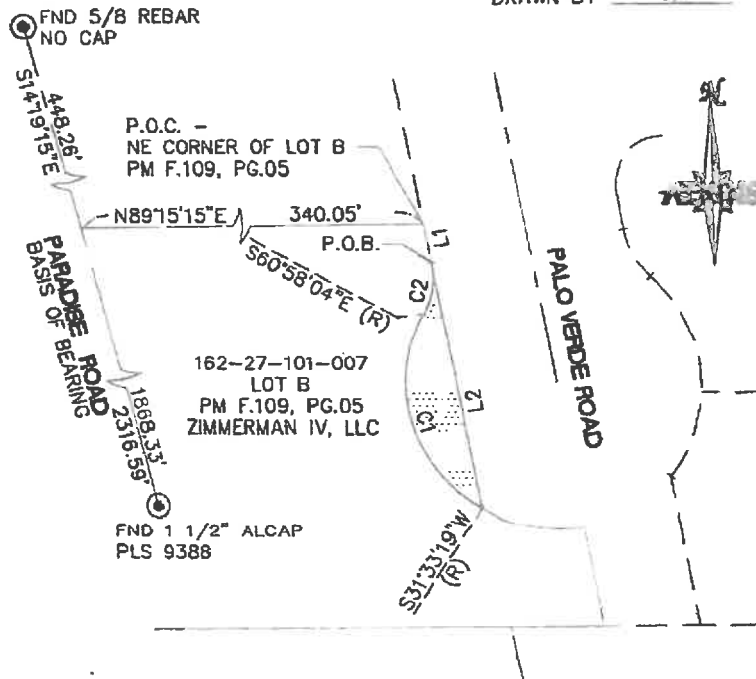 DRAWN BY
FND 5/8 REBAR
NO CAP
N
448.26'
S14°19'15"E
P.O.C. -
NE CORNER OF LOT B
PM F.109, PG.05
N89°15'15"E 340.05'
L1
P.O.B.
S60°58'04"E (R)
C2
PARADISE ROAD
BASIS OF BEARING
PALO VERDE ROAD
162-27-101-007
LOT B
PM F.109, PG.05
ZIMMERMAN IV, LLC
C1
L2
1868.33'
2316.59'
FND 1 1/2" ALCAP
PLS 9388
S31°33'19"W
(R)